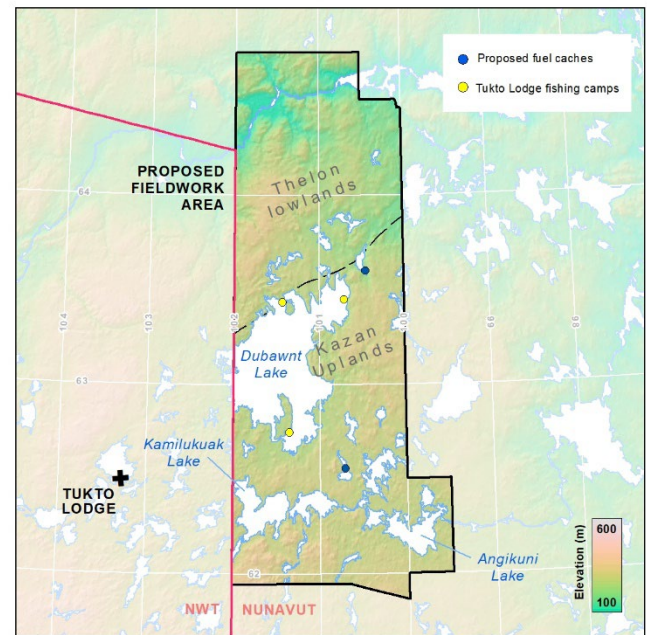 Proposed fuel caches
Tukto Lodge fishing camps
PROPOSED
FIELDWORK
AREA
Thelon
lowlands
64
104
103
102
101
100
99
98
Kazan
Uplands
Dubawnt
Lake
63
Kamilukuak
Lake
TUKTO
LODGE
Angikuni
Lake
62
NWT
NUNAVUT
Elevation (m)
600
100